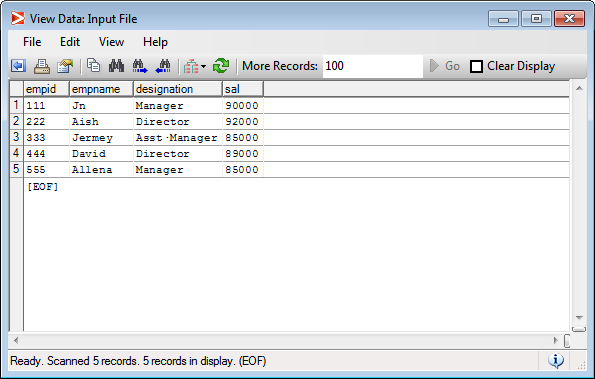 View Data: Input File
File Edit View Help
More Records: 100 Go Clear Display
empid empname designation sal
1 111 Jn Manager 90000
2 222 Aish Director 92000
3 333 Jermey Asst·Manager 85000
4 444 David Director 89000
5 555 Allena Manager 85000
[EOF]
Ready. Scanned 5 records. 5 records in display. (EOF)